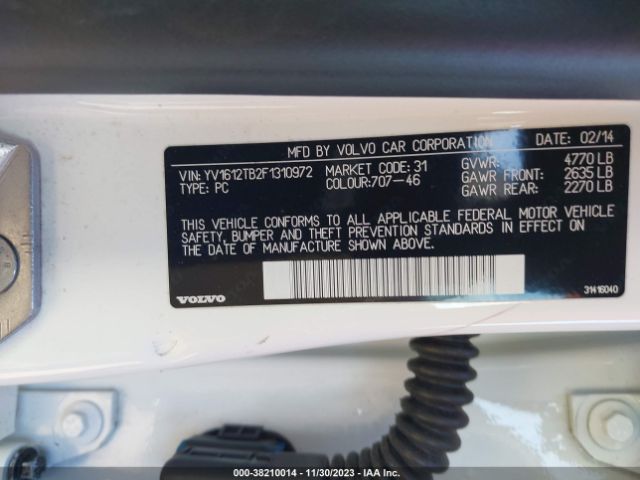 MFD BY VOLVO CAR CORPORATION DATE: 02/14
VIN: YV1612TB2F1310972 MARKET CODE: 31 GVWR: 4770 LB
TYPE: PC COLOUR: 707-46 GAWR FRONT: 2635 LB
GAWR REAR: 2270 LB
THIS VEHICLE CONFORMS TO ALL APPLICABLE FEDERAL MOTOR VEHICLE
SAFETY, BUMPER AND THEFT PREVENTION STANDARDS IN EFFECT ON
THE DATE OF MANUFACTURE SHOWN ABOVE.
VOLVO 31416040
000-38210014 - 11/30/2023 - IAA Inc.